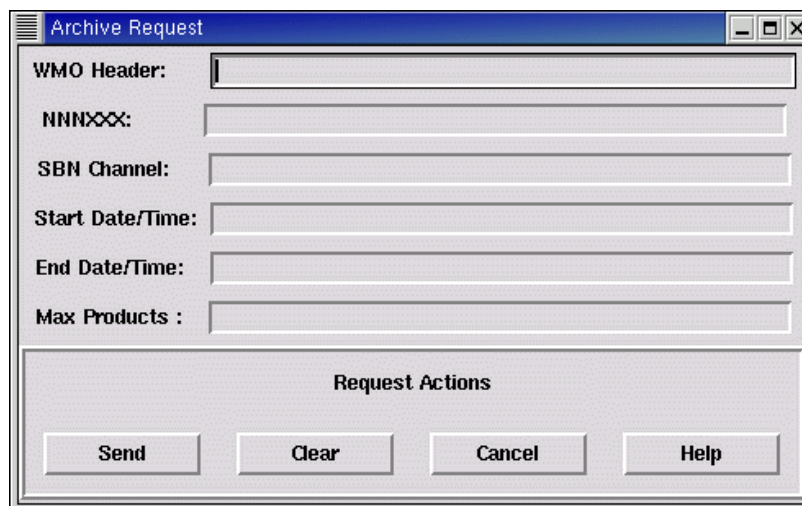 Archive Request
WMO Header:
NNNXXX:
SBN Channel:
Start Date/Time:
End Date/Time:
Max Products :
Request Actions
Send Clear Cancel Help